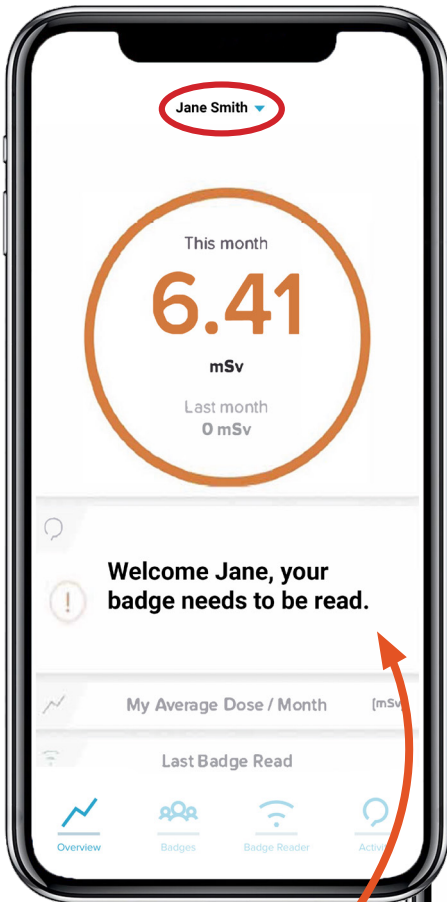 Jane Smith
This month
6.41
mSv
Last month
0 mSv
!
Welcome Jane, your
badge needs to be read.
My Average Dose / Month [mSv
Last Badge Read
Overview Badges Badge Reader Activity